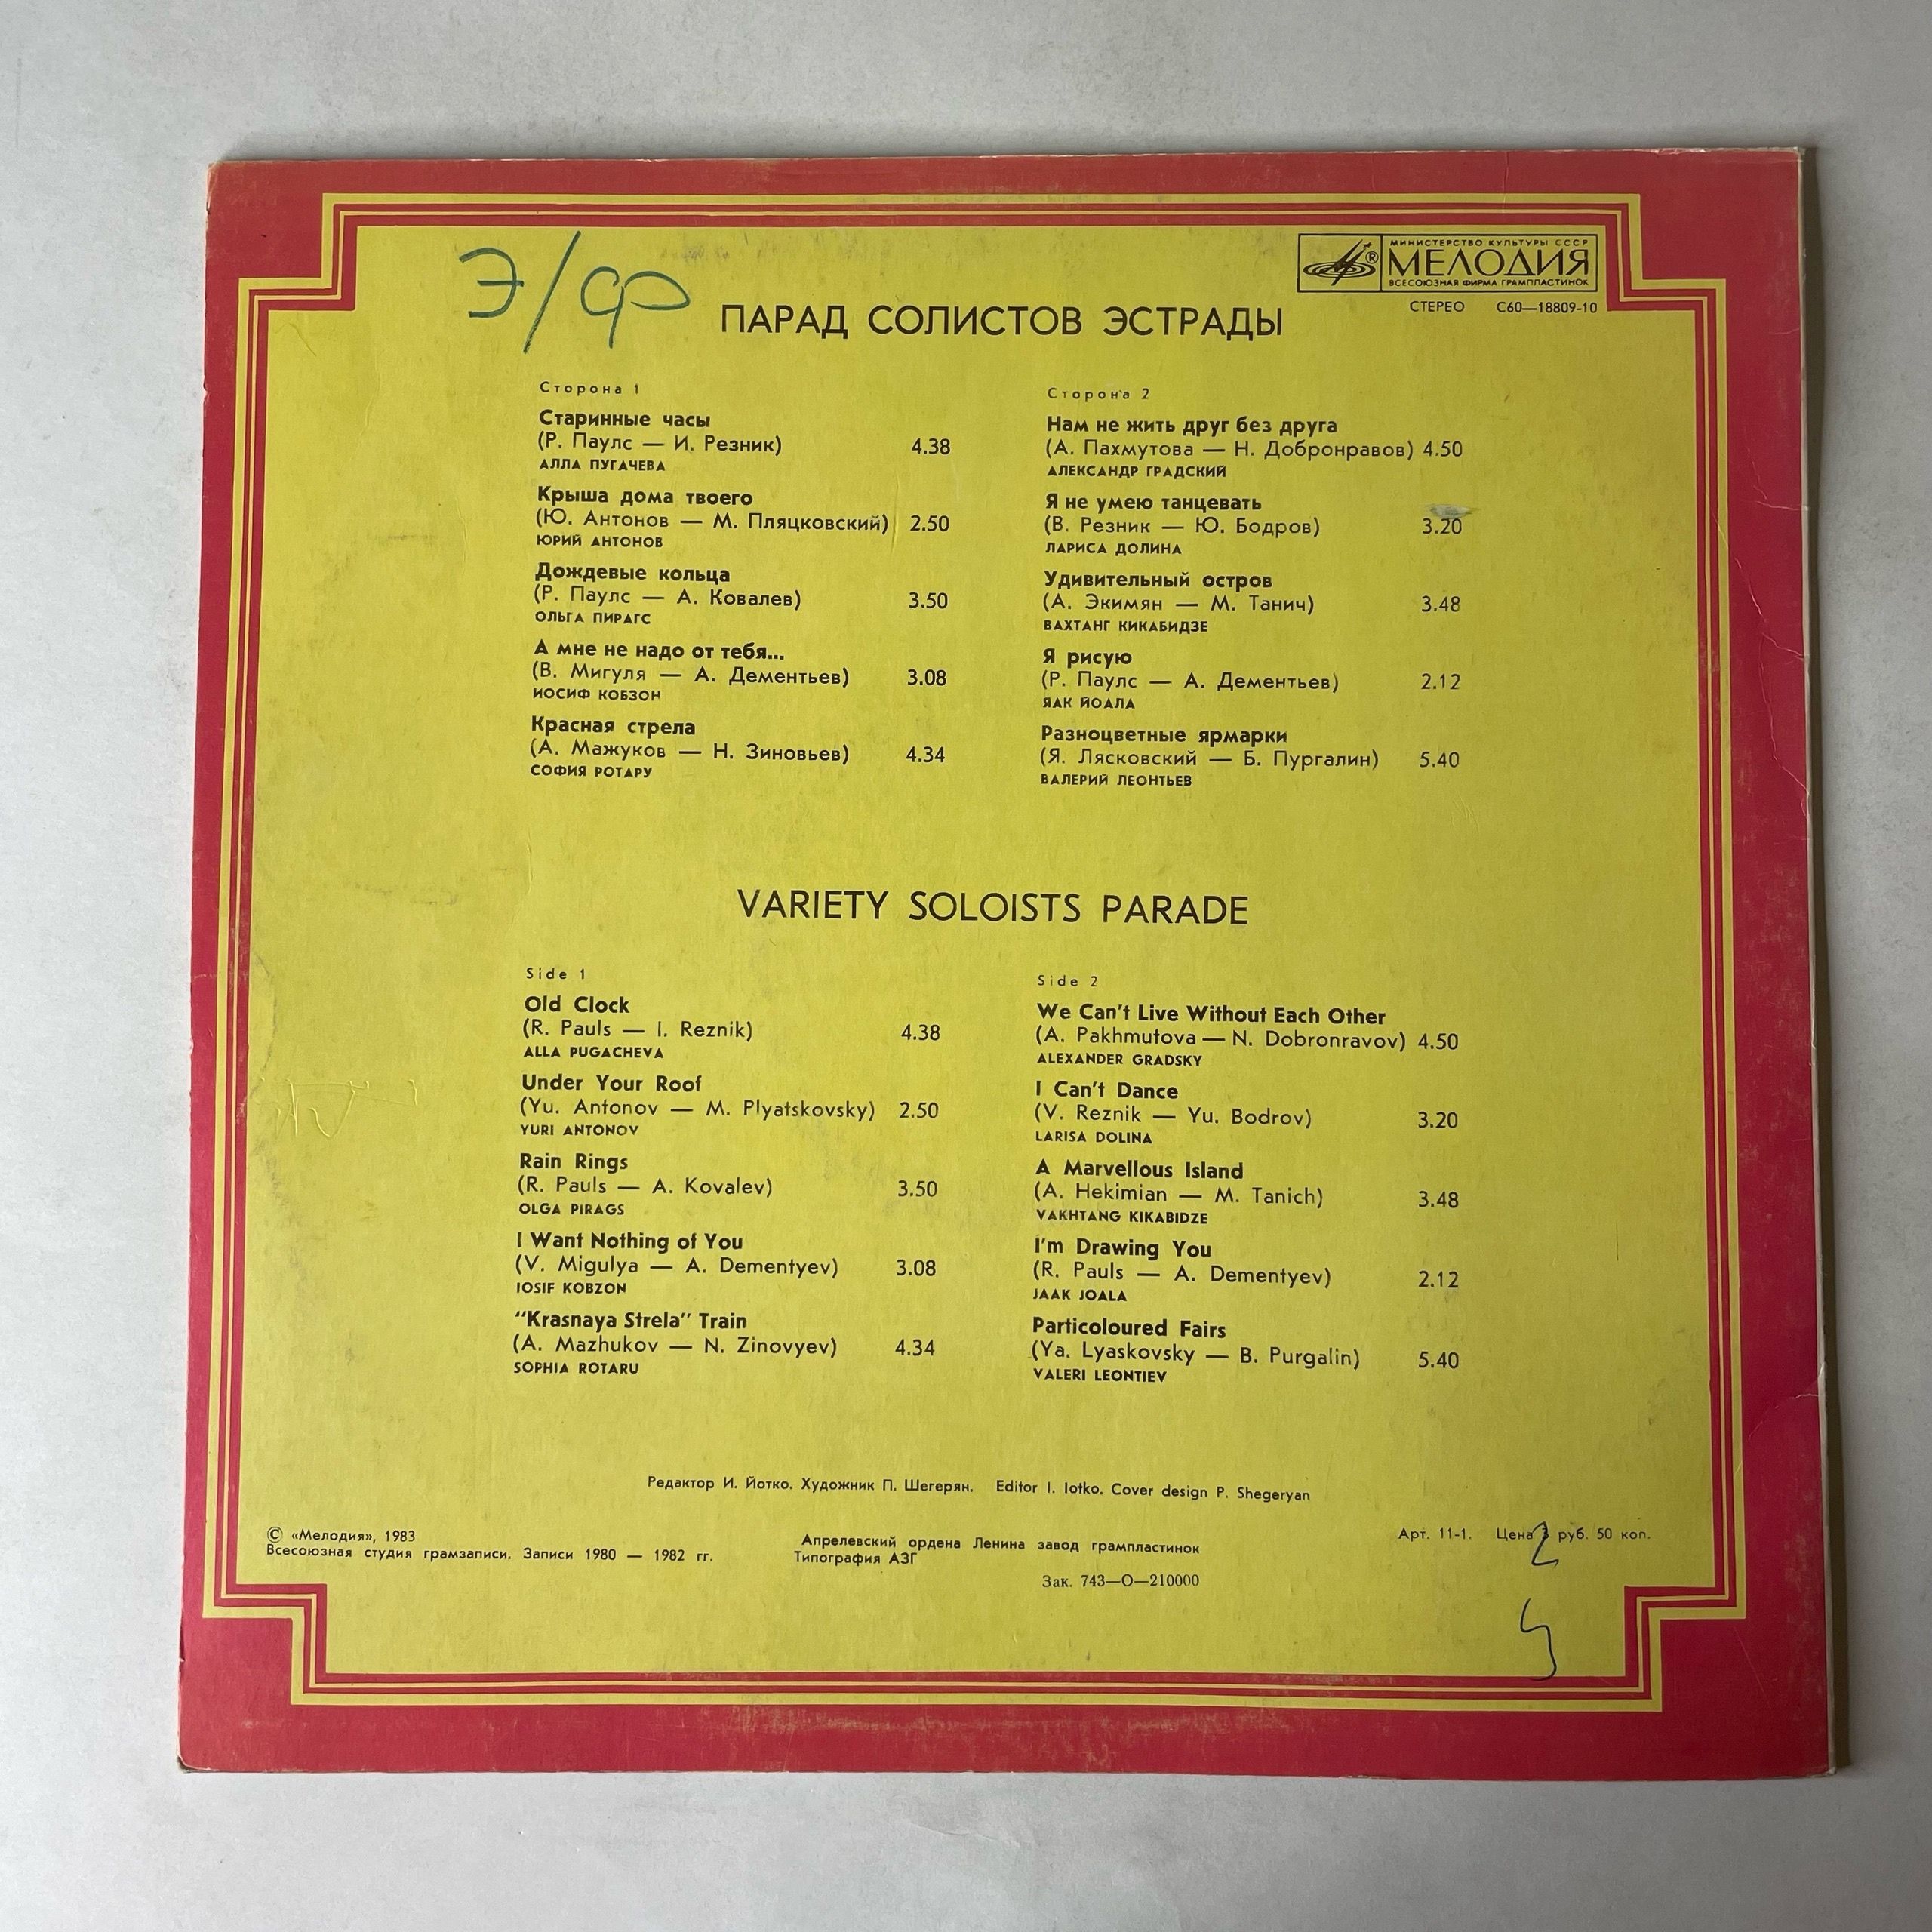 Э/Ф
МИНИСТЕРСТВО КУЛЬТУРЫ СССР
МЕЛОДИЯ
ВСЕСОЮЗНАЯ ФИРМА ГРАМПЛАСТИНОК
СТЕРЕО С60—18809-10
ПАРАД СОЛИСТОВ ЭСТРАДЫ
Сторона 1
Старинные часы
(Р. Паулс — И. Резник) 4.38
АЛЛА ПУГАЧЕВА
Крыша дома твоего
(Ю. Антонов — М. Пляцковский) 2.50
ЮРИЙ АНТОНОВ
Дождевые кольца
(Р. Паулс — А. Ковалев) 3.50
ОЛЬГА ПИРАГС
А мне не надо от тебя...
(В. Мигуля — А. Дементьев) 3.08
ИОСИФ КОБЗОН
Красная стрела
(А. Мажуков — Н. Зиновьев) 4.34
СОФИЯ РОТАРУ
Сторона 2
Нам не жить друг без друга
(А. Пахмутова — Н. Добронравов) 4.50
АЛЕКСАНДР ГРАДСКИЙ
Я не умею танцевать
(В. Резник — Ю. Бодров) 3.20
ЛАРИСА ДОЛИНА
Удивительный остров
(А. Экимян — М. Танич) 3.48
ВАХТАНГ КИКАБИДЗЕ
Я рисую
(Р. Паулс — А. Дементьев) 2.12
ЯАК ЙОАЛА
Разноцветные ярмарки
(Я. Лясковский — Б. Пургалин) 5.40
ВАЛЕРИЙ ЛЕОНТЬЕВ
VARIETY SOLOISTS PARADE
Side 1
Old Clock
(R. Pauls — I. Reznik) 4.38
ALLA PUGACHEVA
Under Your Roof
(Yu. Antonov — M. Plyatskovsky) 2.50
YURI ANTONOV
Rain Rings
(R. Pauls — A. Kovalev) 3.50
OLGA PIRAGS
I Want Nothing of You
(V. Migulya — A. Dementyev) 3.08
IOSIF KOBZON
“Krasnaya Strela” Train
(A. Mazhukov — N. Zinovyev) 4.34
SOPHIA ROTARU
Side 2
We Can't Live Without Each Other
(A. Pakhmutova — N. Dobronravov) 4.50
ALEXANDER GRADSKY
I Can't Dance
(V. Reznik — Yu. Bodrov) 3.20
LARISA DOLINA
A Marvellous Island
(A. Hekimian — M. Tanich) 3.48
VAKHTANG KIKABIDZE
I'm Drawing You
(R. Pauls — A. Dementyev) 2.12
JAAK JOALA
Particoloured Fairs
(Ya. Lyaskovsky — B. Purgalin) 5.40
VALERI LEONTIEV
Редактор И. Йотко. Художник П. Шегерян. Editor I. Iotko. Cover design P. Shegeryan
© «Мелодия», 1983
Всесоюзная студия грамзаписи. Записи 1980 — 1982 гг.
Апрелевский ордена Ленина завод грампластинок
Типография АЗГ
Зак. 743—О—210000
Арт. 11-1. Цена 3 руб. 50 коп.